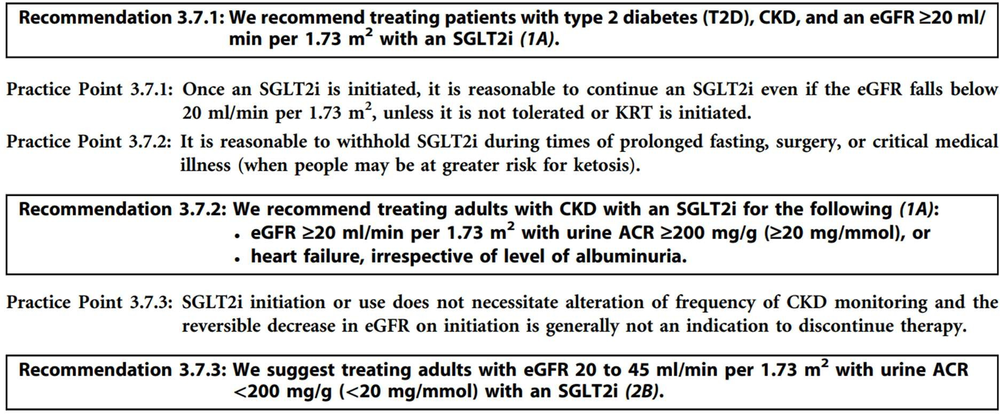 Recommendation 3.7.1: We recommend treating patients with type 2 diabetes (T2D), CKD, and an eGFR ≥20 ml/
min per 1.73 m² with an SGLT2i (1A).
Practice Point 3.7.1: Once an SGLT2i is initiated, it is reasonable to continue an SGLT2i even if the eGFR falls below
20 ml/min per 1.73 m², unless it is not tolerated or KRT is initiated.
Practice Point 3.7.2: It is reasonable to withhold SGLT2i during times of prolonged fasting, surgery, or critical medical
illness (when people may be at greater risk for ketosis).
Recommendation 3.7.2: We recommend treating adults with CKD with an SGLT2i for the following (1A):
• eGFR ≥20 ml/min per 1.73 m² with urine ACR ≥200 mg/g (≥20 mg/mmol), or
• heart failure, irrespective of level of albuminuria.
Practice Point 3.7.3: SGLT2i initiation or use does not necessitate alteration of frequency of CKD monitoring and the
reversible decrease in eGFR on initiation is generally not an indication to discontinue therapy.
Recommendation 3.7.3: We suggest treating adults with eGFR 20 to 45 ml/min per 1.73 m² with urine ACR
<200 mg/g (<20 mg/mmol) with an SGLT2i (2B).